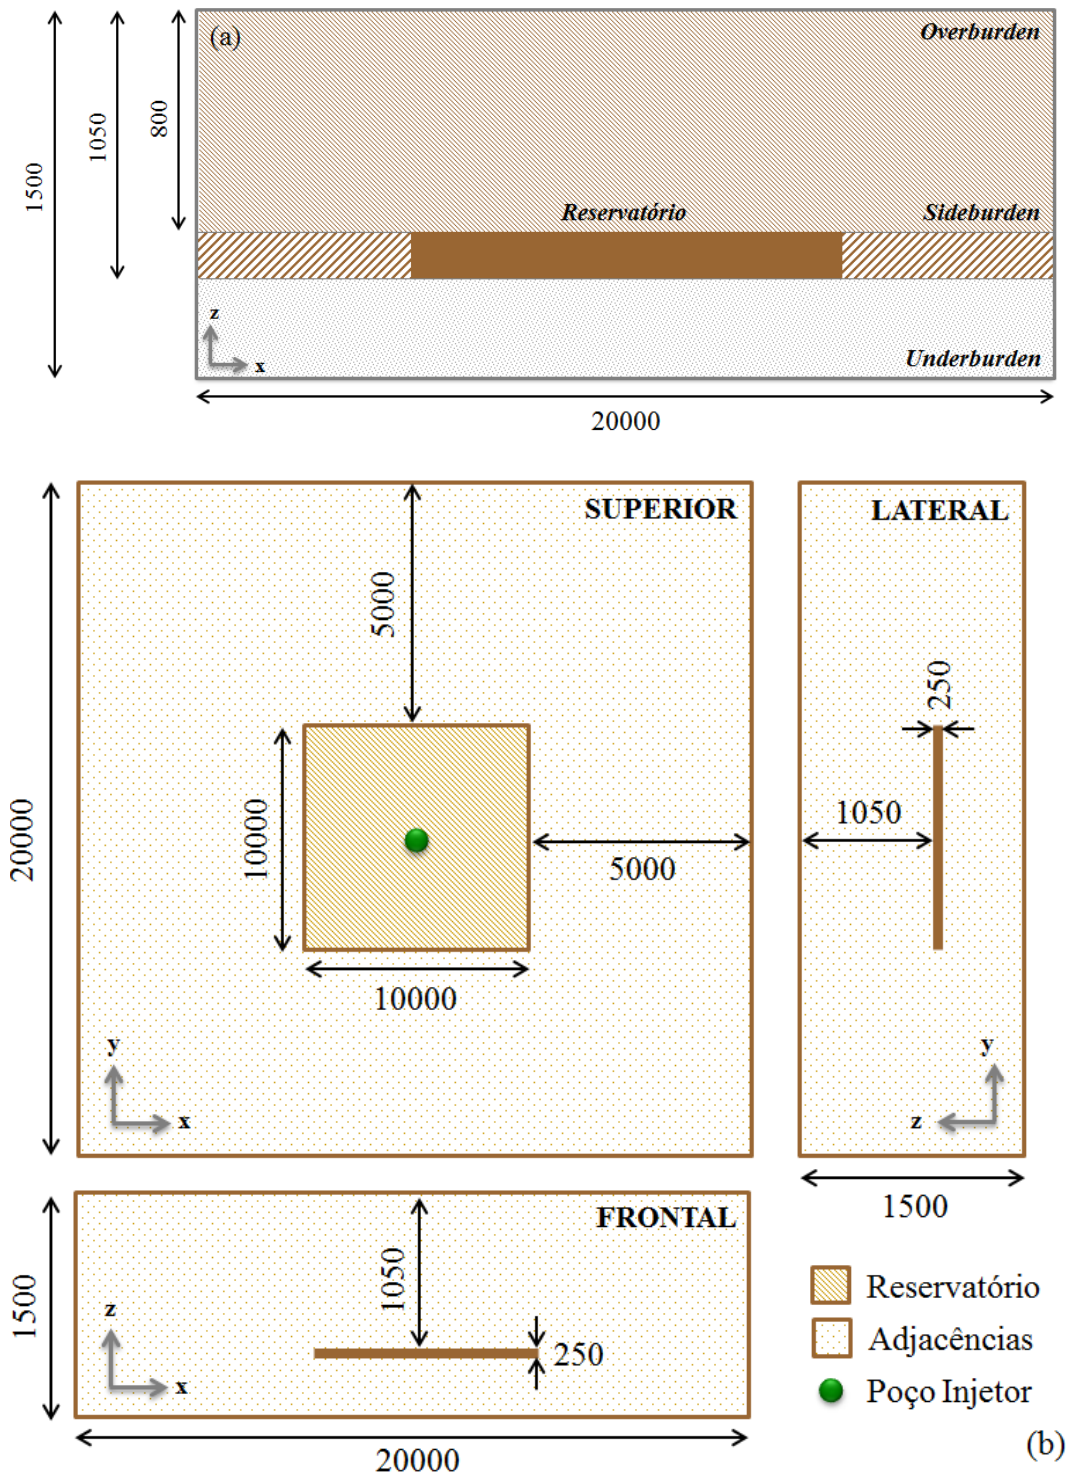 (a)
Overburden
800
1050
1500
Reservatório
Sideburden
z
x
Underburden
20000
SUPERIOR
LATERAL
5000
250
20000
10000
1050
5000
10000
y
x
y
z
1500
FRONTAL
1500
1050
z
x
250
20000
Reservatório
Adjacências
Poço Injetor
(b)